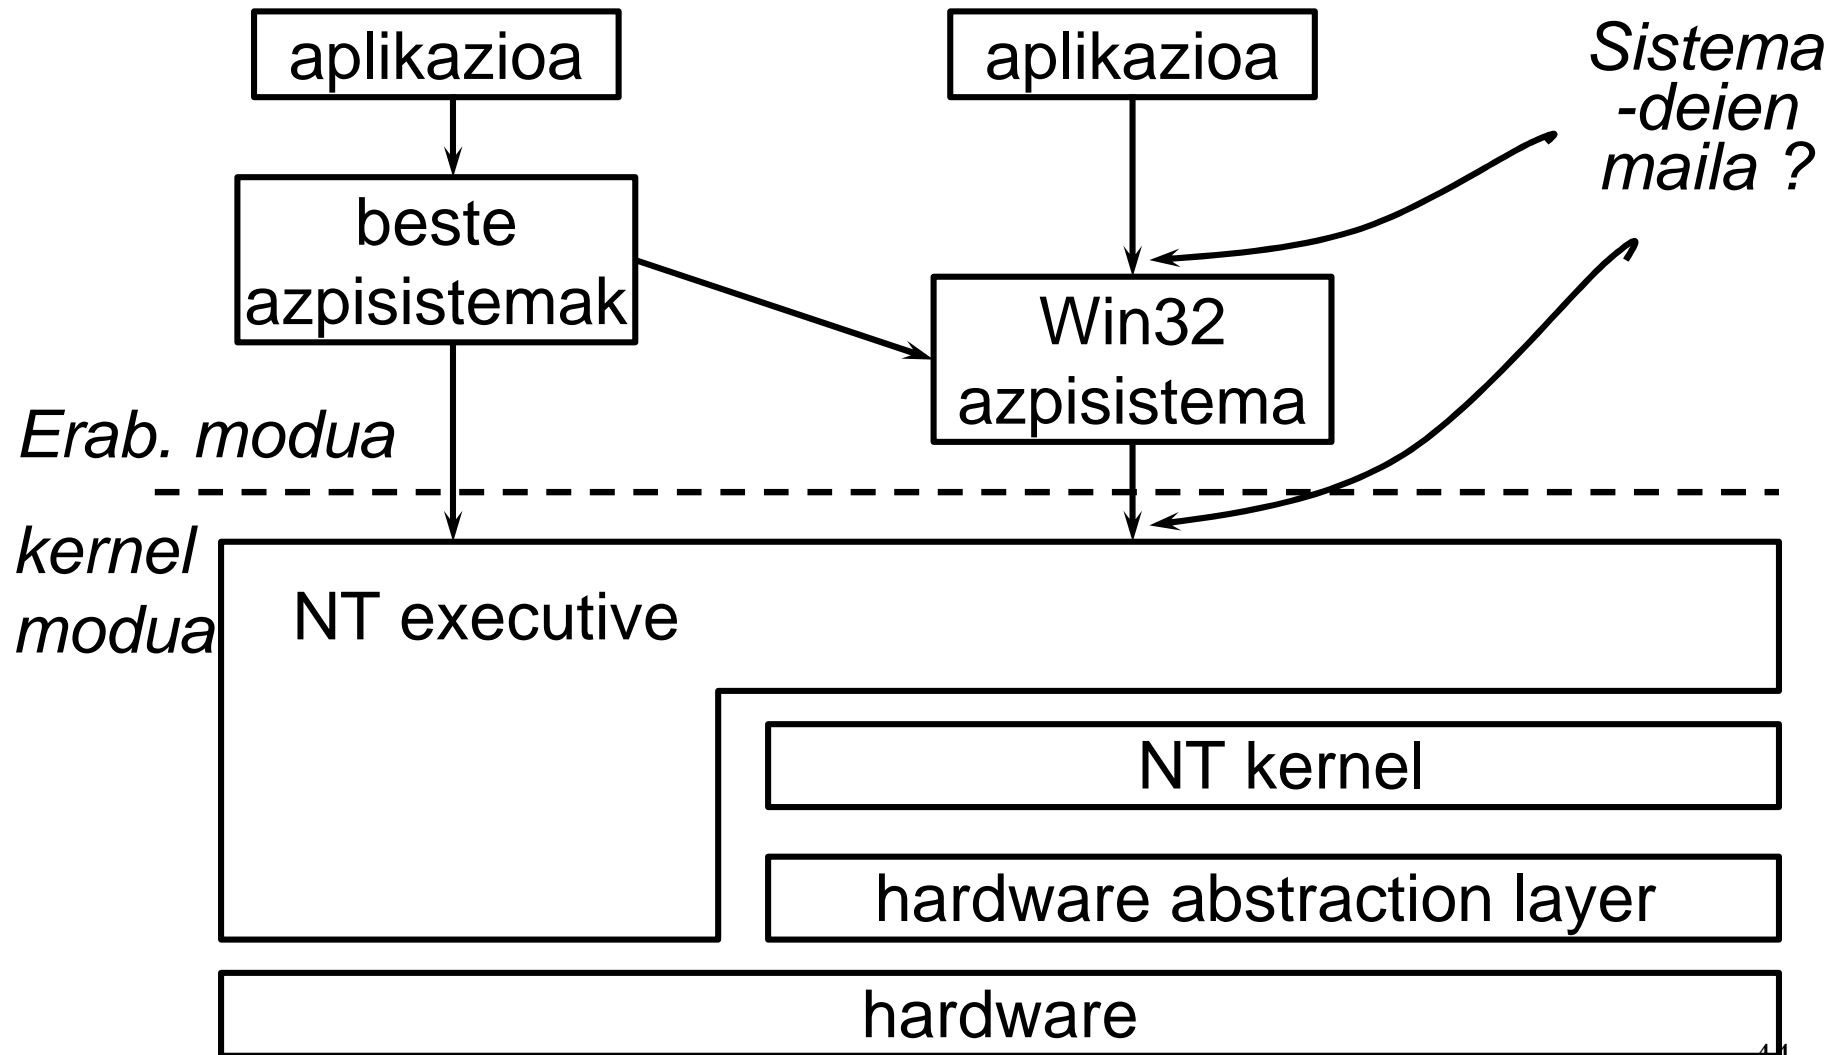 aplikazioa
aplikazioa
Sistema
-deien
maila ?
beste
azpisistemak
Win32
azpisistema
Erab. modua
kernel
modua
NT executive
NT kernel
hardware abstraction layer
hardware